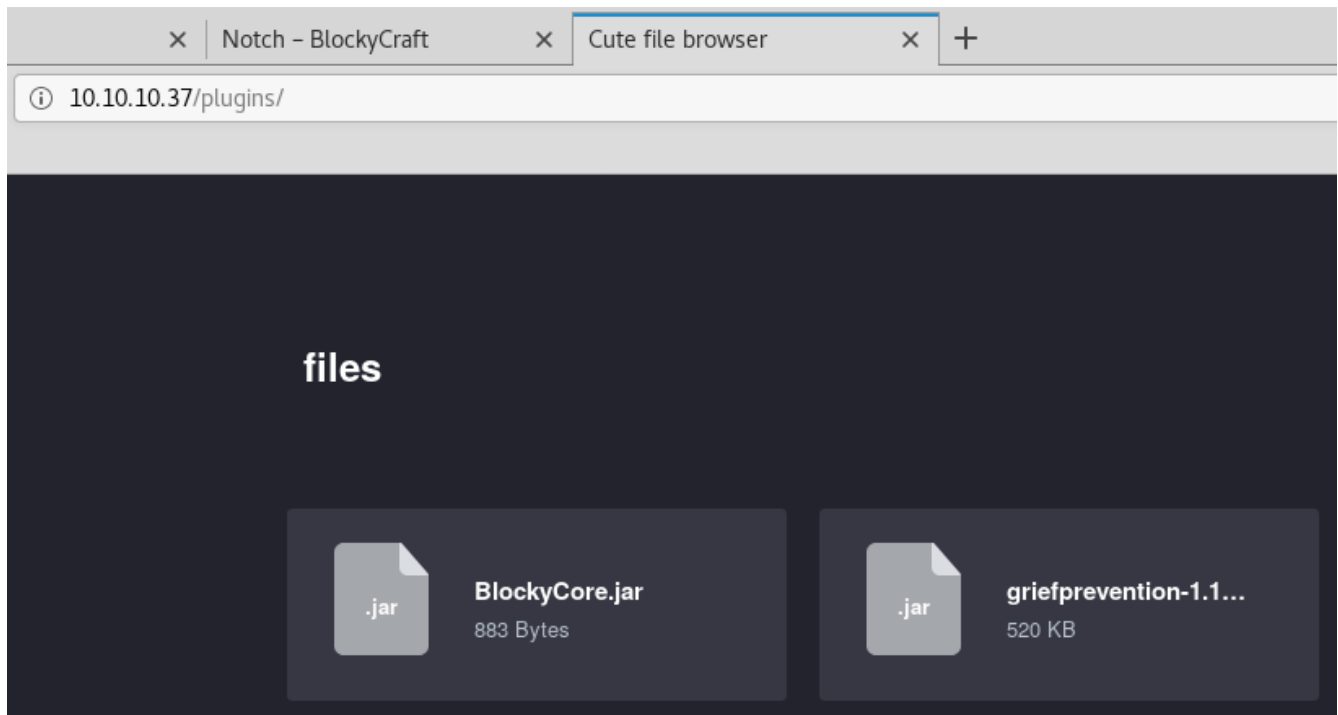 Notch – BlockyCraft
Cute file browser
10.10.10.37/plugins/
files
.jar
BlockyCore.jar
883 Bytes
.jar
griefprevention-1.1...
520 KB